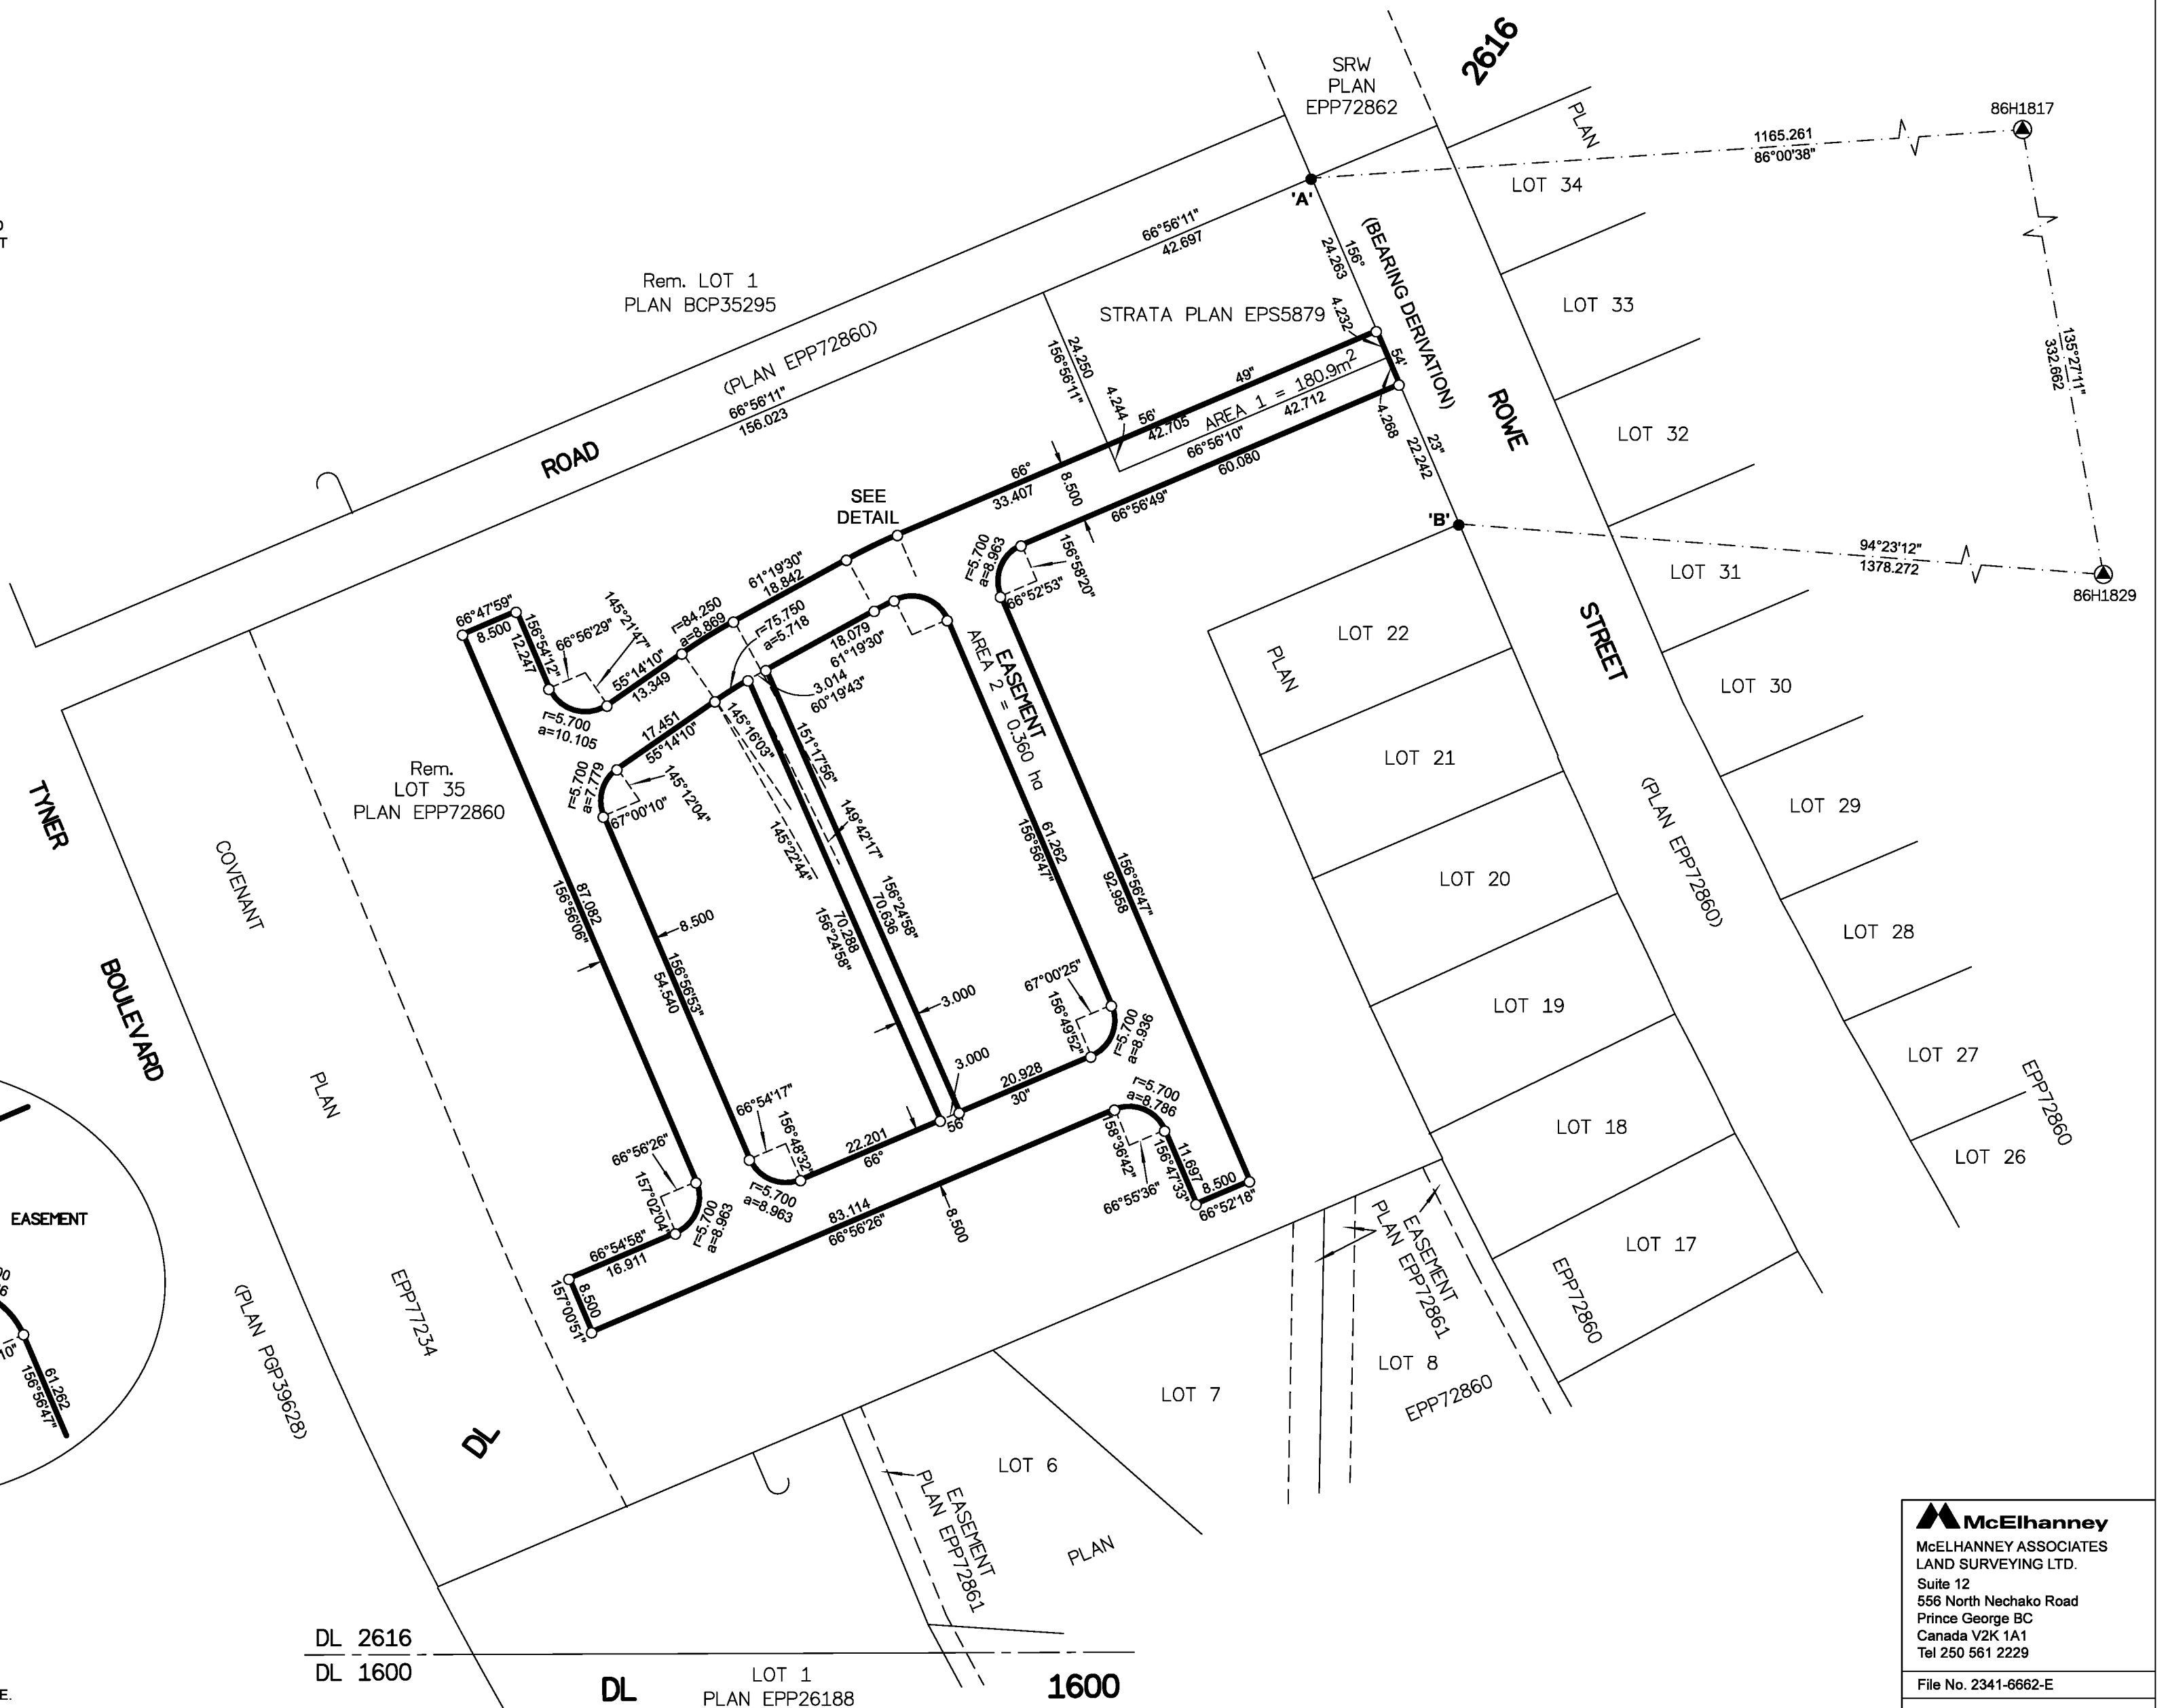 2616
SRW
PLAN
EPP72862
PLAN
86H1817
1165.261
86°00'38"
LOT 34
'A'
66°56'11"
42.697
(BEARING DERIVATION)
156°
24.263
Rem. LOT 1
PLAN BCP35295
STRATA PLAN EPS5879
4.232
54'
LOT 33
(PLAN EPP72860)
66°56'11"
156.023
24.250
156°56'11"
4.244
49"
56'
42.705
AREA 1 = 180.9m2
42.712
66°56'10"
60.080
4.268
23"
22.242
135°27'11"
332.662
ROWE
LOT 32
ROAD
66°
33.407
8.500
66°56'49"
SEE
DETAIL
'B'
94°23'12"
1378.272
LOT 31
86H1829
r=5.700
a=8.963
156°58'20"
66°52'53"
61°19'30"
18.842
r=84.250
a=8.869
r=75.750
a=5.718
18.079
61°19'30"
3.014
60°19'43"
66°47'59"
8.500
156°54'12"
12.247
66°56'29"
145°21'47"
55°14'10"
13.349
r=5.700
a=10.105
STREET
LOT 22
PLAN
LOT 30
EASEMENT
AREA 2 = 0.360 ha
17.451
55°14'10"
145°16'03"
151°17'56"
149°42'17"
145°22'44"
r=5.700
a=7.779
145°12'04"
67°00'10"
Rem.
LOT 35
PLAN EPP72860
LOT 21
LOT 29
(PLAN EPP72860)
TYNER
BOULEVARD
COVENANT
PLAN
EPP77234
(PLAN PGP39628)
61.262
156°56'47"
156°56'47"
92.958
LOT 20
LOT 28
87.082
156°56'06"
8.500
156°56'53"
54.540
156°24'58"
70.636
70.288
156°24'58"
3.000
67°00'25"
156°49'52"
r=5.700
a=8.936
LOT 19
LOT 27
3.000
20.928
30"
56'
22.201
66°
r=5.700
a=8.786
66°54'17"
156°48'32"
r=5.700
a=8.963
158°36'42"
66°55'36"
156°47'33"
11.697
8.500
66°52'18"
LOT 18
EPP72860
LOT 26
66°56'26"
157°02'04"
r=5.700
a=8.963
66°54'58"
16.911
157°00'51"
8.500
83.114
66°56'26"
8.500
EASEMENT
PLAN EPP72861
LOT 17
EPP72860
EASEMENT
10"
61.262
156°56'47"
LOT 8
EPP72860
LOT 7
LOT 6
PLAN
EASEMENT
PLAN EPP72861
DL
DL 2616
DL 1600
DL
LOT 1
PLAN EPP26188
1600
McElhanney
McELHANNEY ASSOCIATES
LAND SURVEYING LTD.
Suite 12
556 North Nechako Road
Prince George BC
Canada V2K 1A1
Tel 250 561 2229
File No. 2341-6662-E